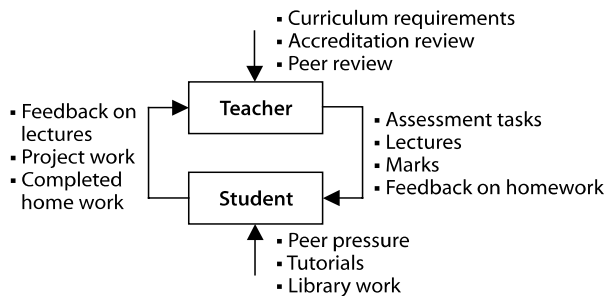 ▪ Curriculum requirements
▪ Accreditation review
▪ Peer review
Teacher
▪ Feedback on
lectures
▪ Project work
▪ Completed
home work
▪ Assessment tasks
▪ Lectures
▪ Marks
▪ Feedback on homework
Student
▪ Peer pressure
▪ Tutorials
▪ Library work